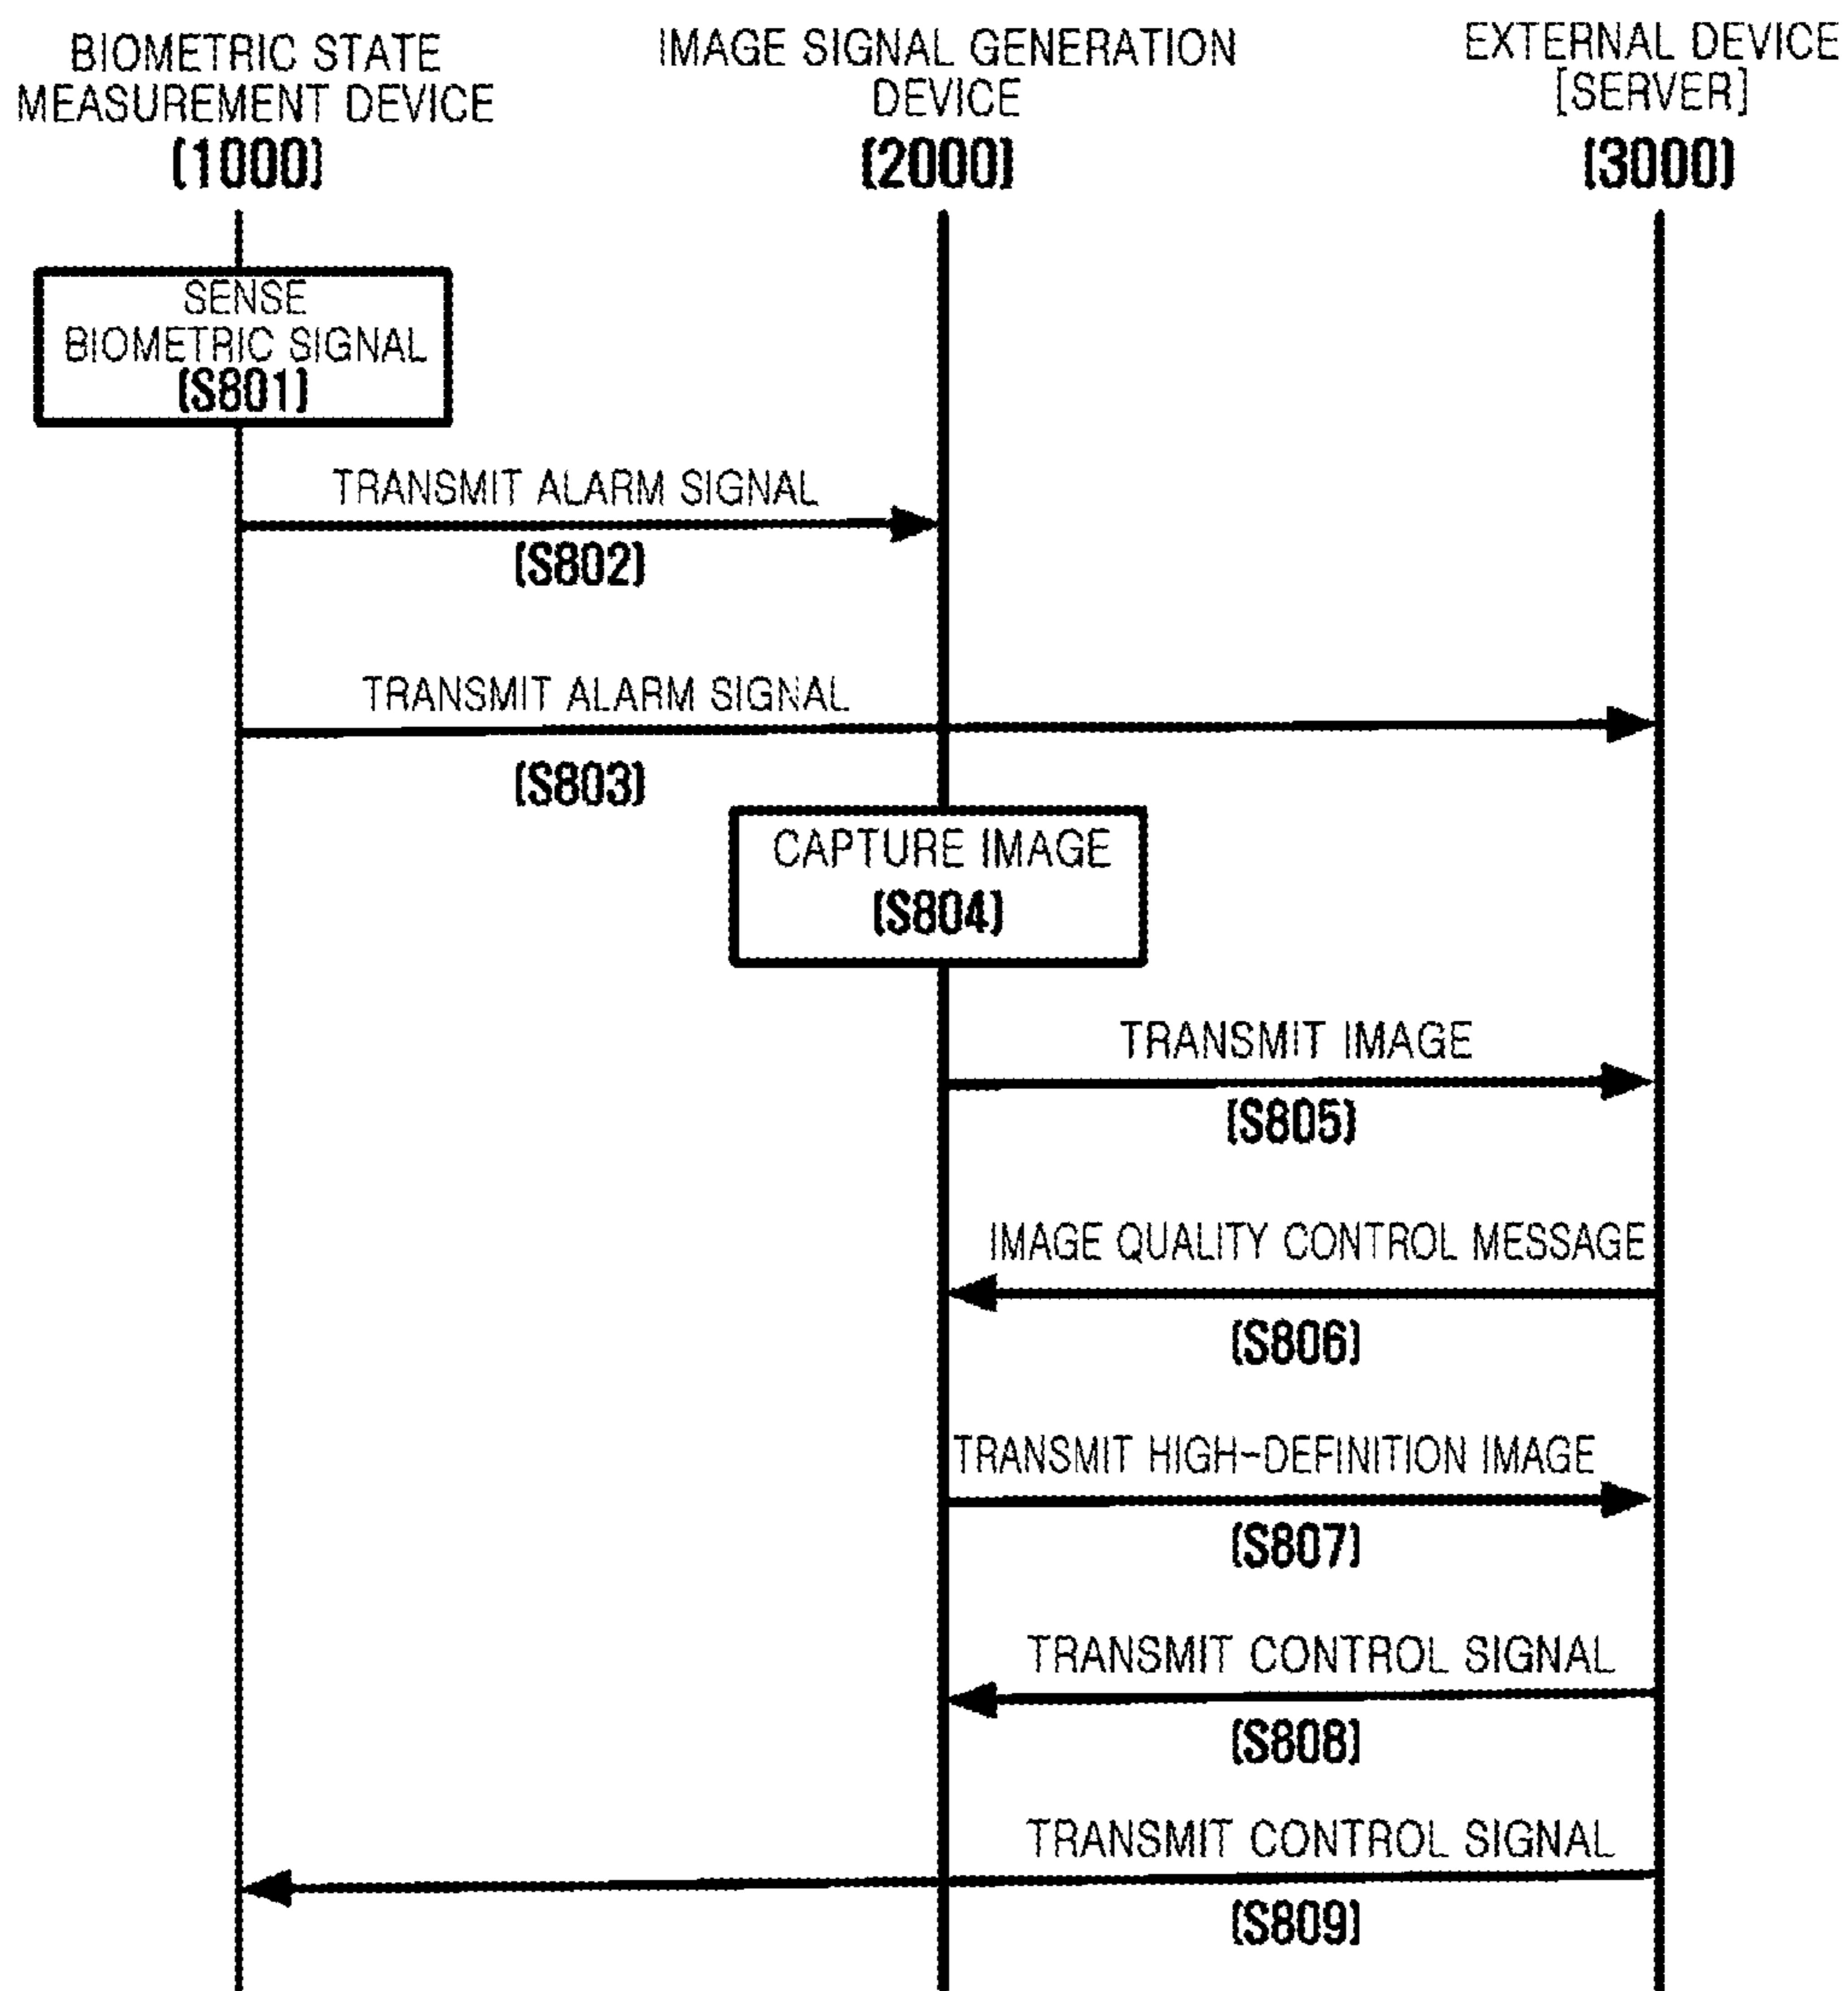 BIOMETRIC STATE
MEASUREMENT DEVICE
(1000)
IMAGE SIGNAL GENERATION
DEVICE
(2000)
EXTERNAL DEVICE
[SERVER]
(3000)
SENSE
BIOMETRIC SIGNAL
(S801)
TRANSMIT ALARM SIGNAL
(S802)
TRANSMIT ALARM SIGNAL
(S803)
CAPTURE IMAGE
(S804)
TRANSMIT IMAGE
(S805)
IMAGE QUALITY CONTROL MESSAGE
(S806)
TRANSMIT HIGH-DEFINITION IMAGE
(S807)
TRANSMIT CONTROL SIGNAL
(S808)
TRANSMIT CONTROL SIGNAL
(S809)